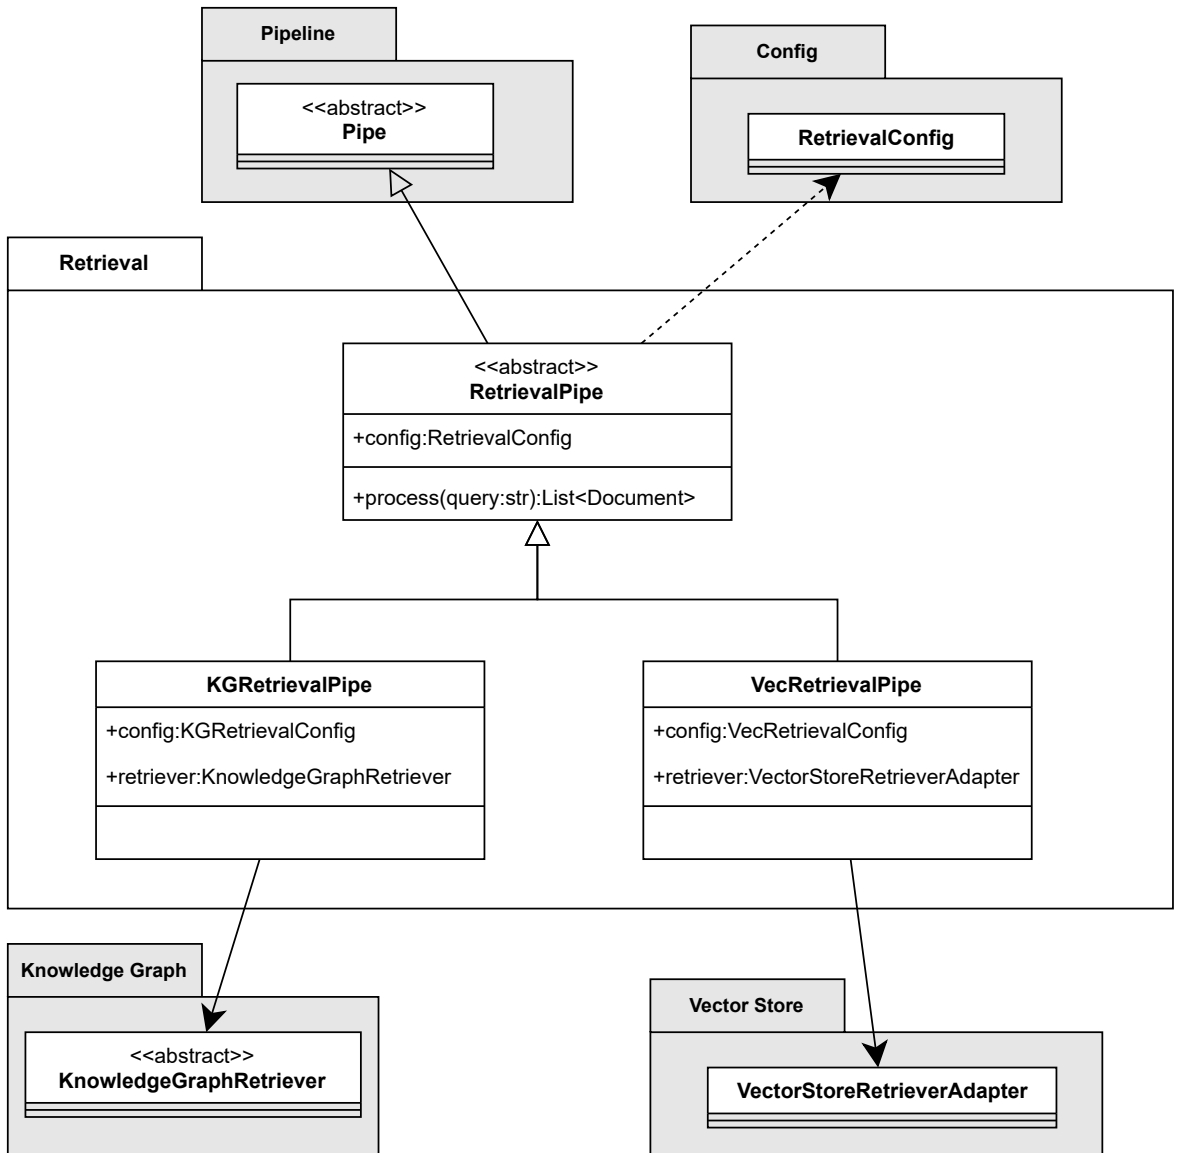 Pipeline
<<abstract>>
Pipe
Config
RetrievalConfig
Retrieval
<<abstract>>
RetrievalPipe
+config:RetrievalConfig
+process(query:str):List<Document>
KGRetrievalPipe
+config:KGRetrievalConfig
+retriever:KnowledgeGraphRetriever
VecRetrievalPipe
+config:VecRetrievalConfig
+retriever:VectorStoreRetrieverAdapter
Knowledge Graph
<<abstract>>
KnowledgeGraphRetriever
Vector Store
VectorStoreRetrieverAdapter